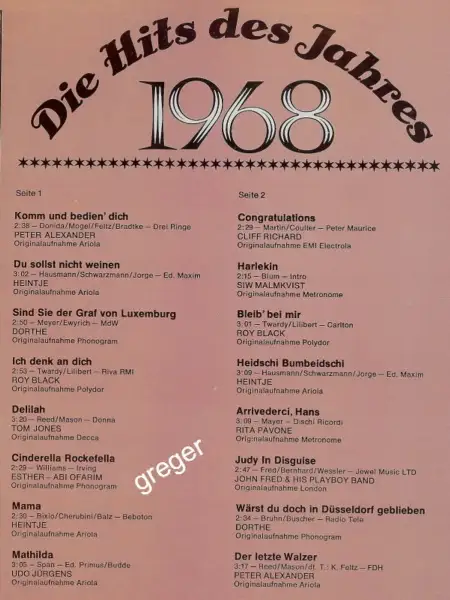 Die Hits des Jahres
1968
Seite 1
Komm und bedien' dich
2:38 – Donida/Mogel/Feltz/Bradtke – Drei Ringe
PETER ALEXANDER
Originalaufnahme Ariola
Du sollst nicht weinen
3:02 – Hausmann/Schwarzmann/Jorge – Ed. Maxim
HEINTJE
Originalaufnahme Ariola
Sind Sie der Graf von Luxemburg
2:50 – Meyer/Ewyrich – MdW
DORTHE
Originalaufnahme Phonogram
Ich denk an dich
2:53 – Twardy/Lilibert – Riva RMI
ROY BLACK
Originalaufnahme Polydor
Delilah
3:20 – Reed/Mason – Donna
TOM JONES
Originalaufnahme Decca
Cinderella Rockefella
2:29 – Williams – Irving
ESTHER – ABI OFARIM
Originalaufnahme Phonogram
Mama
2:30 – Bixio/Cherubini/Balz – Beboton
HEINTJE
Originalaufnahme Ariola
Mathilda
3:05 – Span – Ed. Primus/Budde
UDO JÜRGENS
Originalaufnahme Ariola
Seite 2
Congratulations
2:29 – Martin/Coulter – Peter Maurice
CLIFF RICHARD
Originalaufnahme EMI Electrola
Harlekin
2:15 – Blum – Intro
SIW MALMKVIST
Originalaufnahme Metronome
Bleib' bei mir
3:01 – Twardy/Lilibert – Carlton
ROY BLACK
Originalaufnahme Polydor
Heidschi Bumbeidschi
3:09 – Hausmann/Schwarzmann/Jorge – Ed. Maxim
HEINTJE
Originalaufnahme Ariola
Arrivederci, Hans
3:09 – Mayer – Dischi Ricordi
RITA PAVONE
Originalaufnahme Metronome
Judy In Disguise
2:47 – Fred/Bernhard/Wessler – Jewel Music LTD
JOHN FRED & HIS PLAYBOY BAND
Originalaufnahme London
Wärst du doch in Düsseldorf geblieben
2:34 – Bruhn/Buscher – Radio Tele
DORTHE
Originalaufnahme Phonogram
Der letzte Walzer
3:17 – Reed/Mason/dt. T.: K. Feltz – FDH
PETER ALEXANDER
Originalaufnahme Ariola
greger